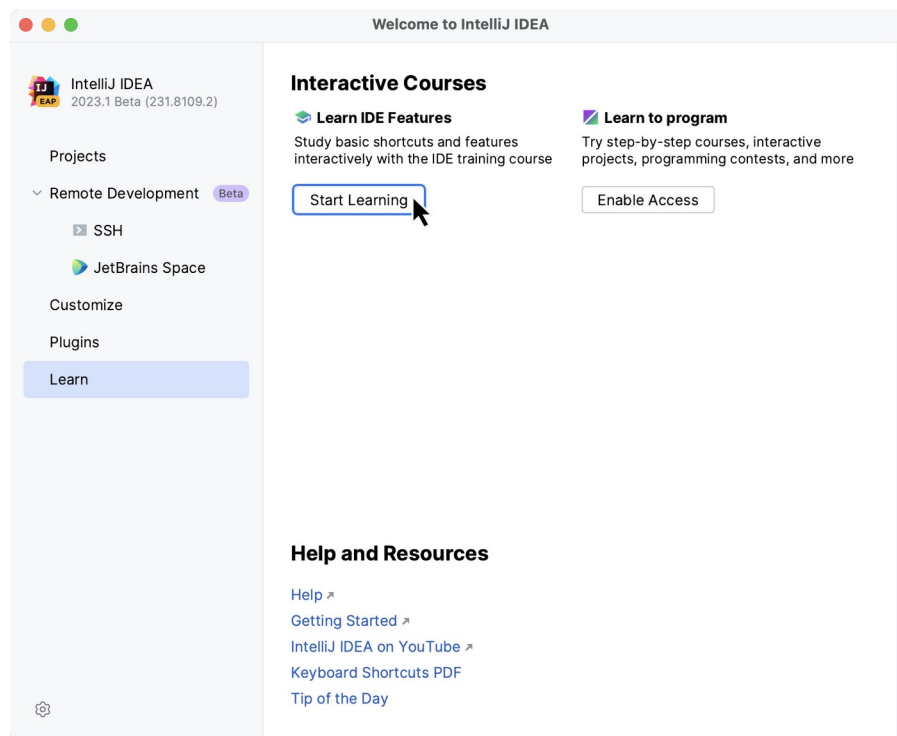 Welcome to IntelliJ IDEA
IJ
EAP
IntelliJ IDEA
2023.1 Beta (231.8109.2)
Projects
Remote Development Beta
SSH
JetBrains Space
Customize
Plugins
Learn
Interactive Courses
Learn IDE Features
Study basic shortcuts and features
interactively with the IDE training course
Start Learning
Learn to program
Try step-by-step courses, interactive
projects, programming contests, and more
Enable Access
Help and Resources
Help
Getting Started
IntelliJ IDEA on YouTube
Keyboard Shortcuts PDF
Tip of the Day